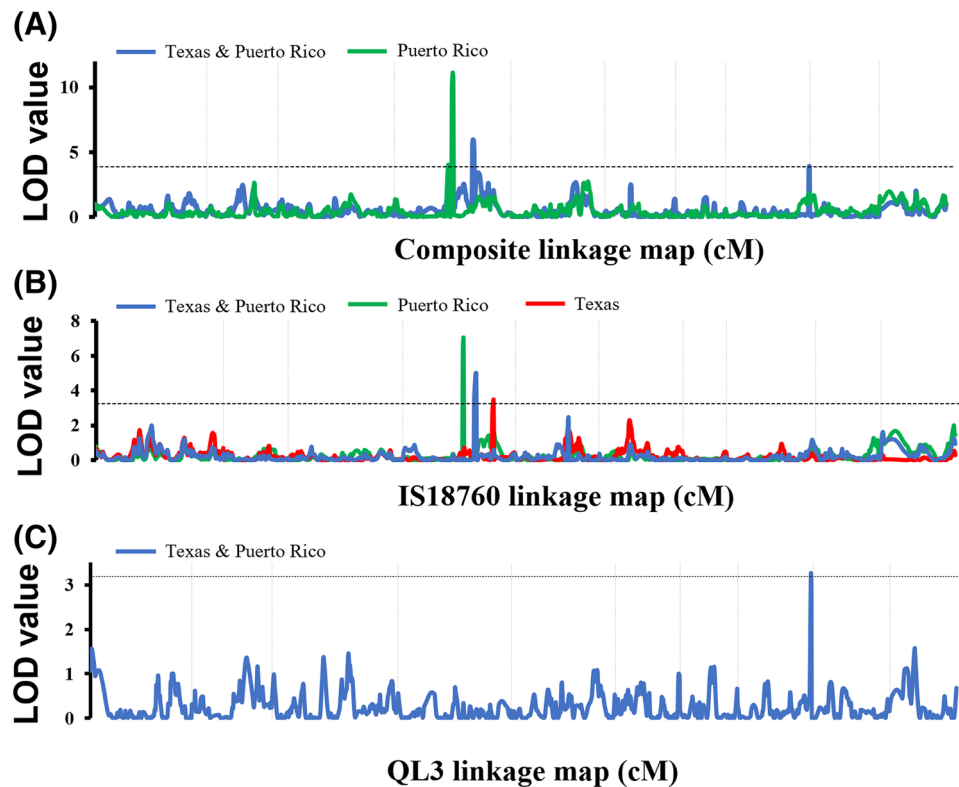 (A)
Texas & Puerto Rico
Puerto Rico
LOD value
10
5
0
Composite linkage map (cM)
(B)
Texas & Puerto Rico
Puerto Rico
Texas
LOD value
8
6
4
2
0
IS18760 linkage map (cM)
(C)
Texas & Puerto Rico
LOD value
3
2
1
0
QL3 linkage map (cM)